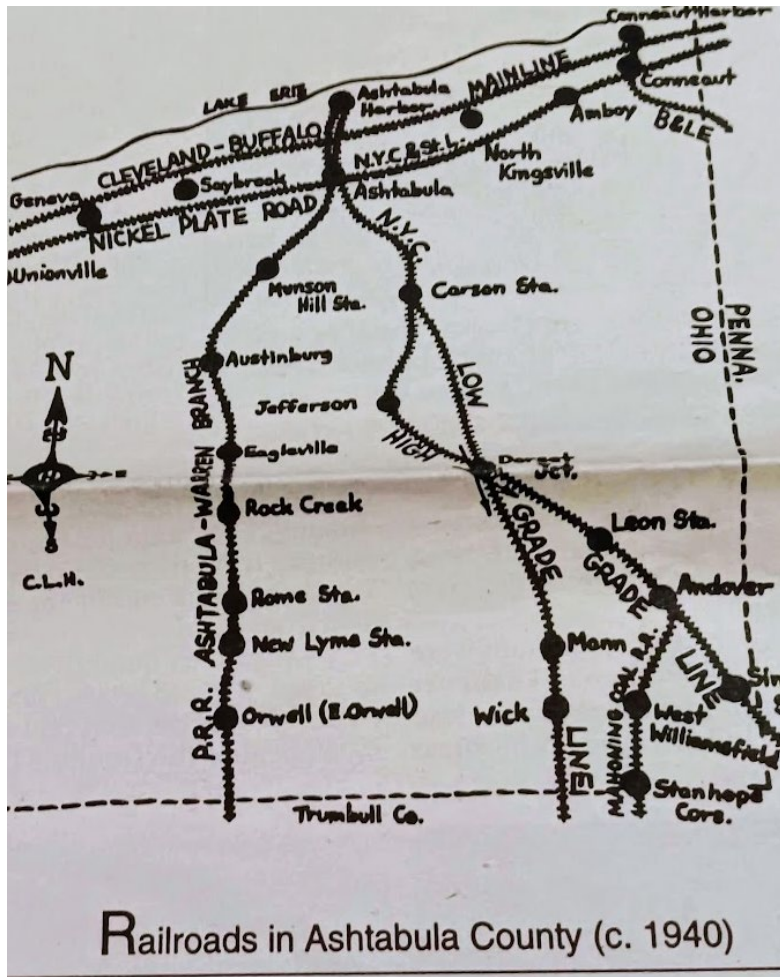 Conneaut Harbor
LAKE ERIE
Ashtabula
Harbor
MAINLINE
Conneaut
Amboy
B&LE
CLEVELAND-BUFFALO
N.Y.C. & St. L.
North
Kingsville
Geneva
Saybrook
Ashtabula
NICKEL PLATE ROAD
Unionville
N.Y.C.
Munson
Hill Sta.
Carson Sta.
PENNA.
OHIO
N
Austinburg
LOW
Jefferson
HIGH
Eagleville
Dorset
Jct.
E
Rock Creek
GRADE
Leon Sta.
GRADE
S
C.L.H.
Andover
Rome Sta.
P.R.R. ASHTABULA-WARREN BRANCH
New Lyme Sta.
Mann
LINE
MAHONING COAL R.R.
Orwell (E. Orwell)
Wick
West
Williamsfield
LINE
Stanhope
Cors.
Trumbull Co.
Railroads in Ashtabula County (c. 1940)